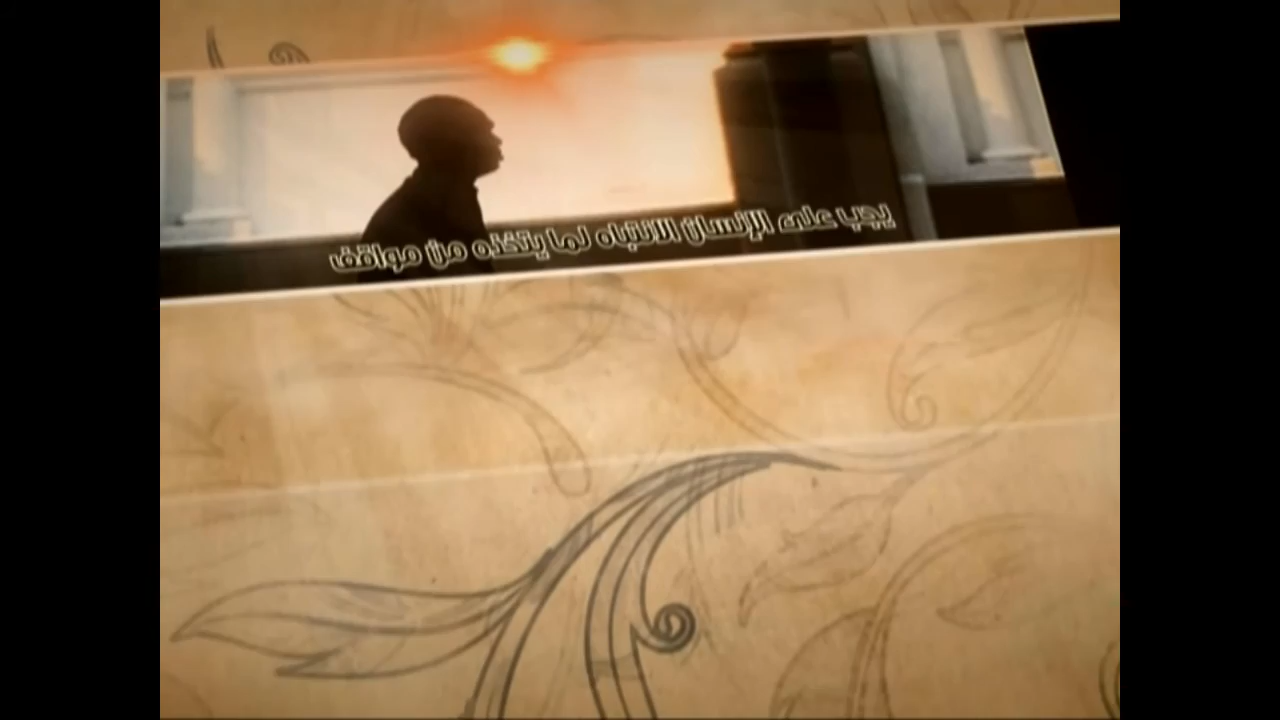 يجب على الإنسان الانتباه لما يتخذه من مواقف